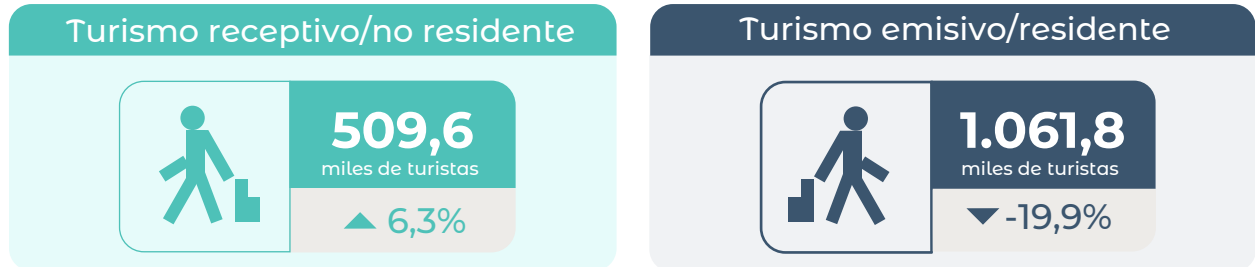 Turismo receptivo/no residente
509,6
miles de turistas
6,3%
Turismo emisivo/residente
1.061,8
miles de turistas
-19,9%